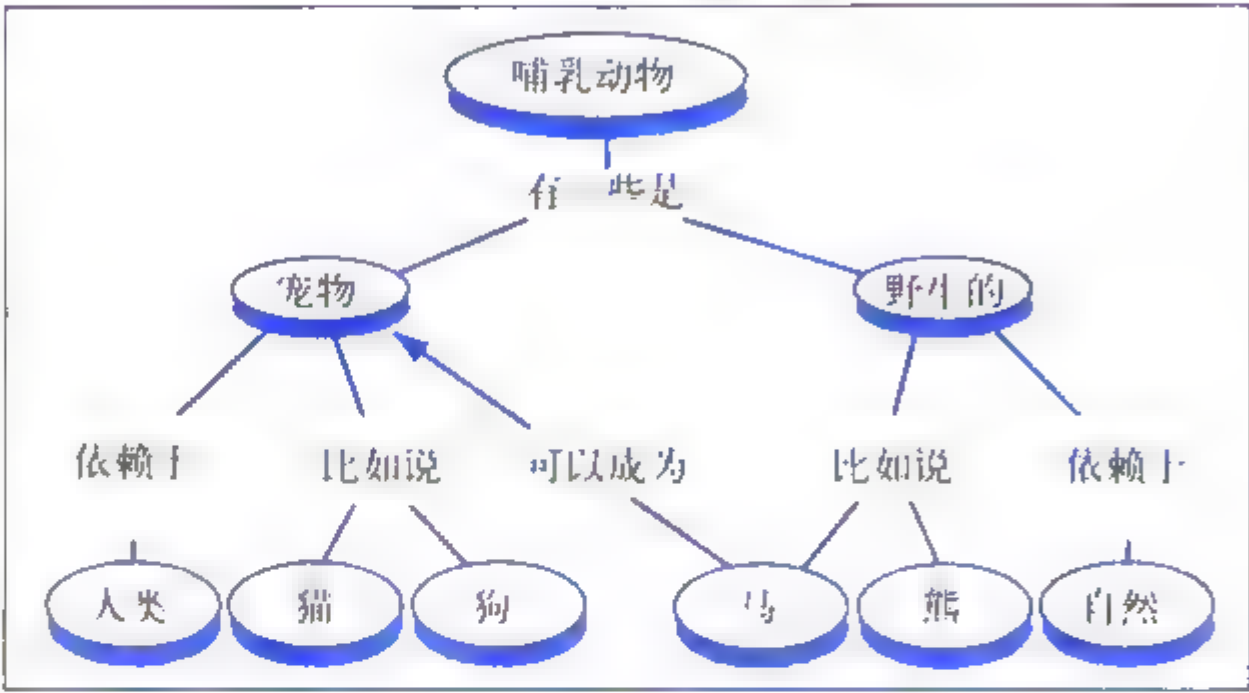 哺乳动物
有一些是
宠物 野生的
依赖于 比如说 可以成为 比如说 依赖于
人类 猫 狗 马 熊 自然